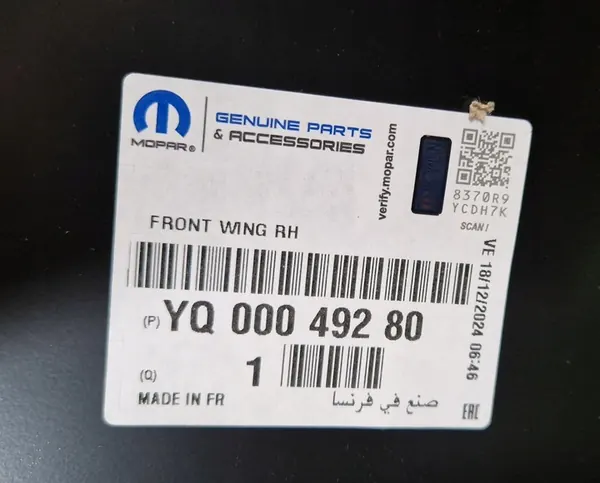 MOPAR®
GENUINE PARTS
& ACCESSORIES
verify.mopar.com
8370R9
YCDH7K
SCAN!
FRONT WING RH
(P) YQ 000 492 80
(Q) 1
MADE IN FR
صنع في فرنسا
VE 18/12/2024 06:46
EAC